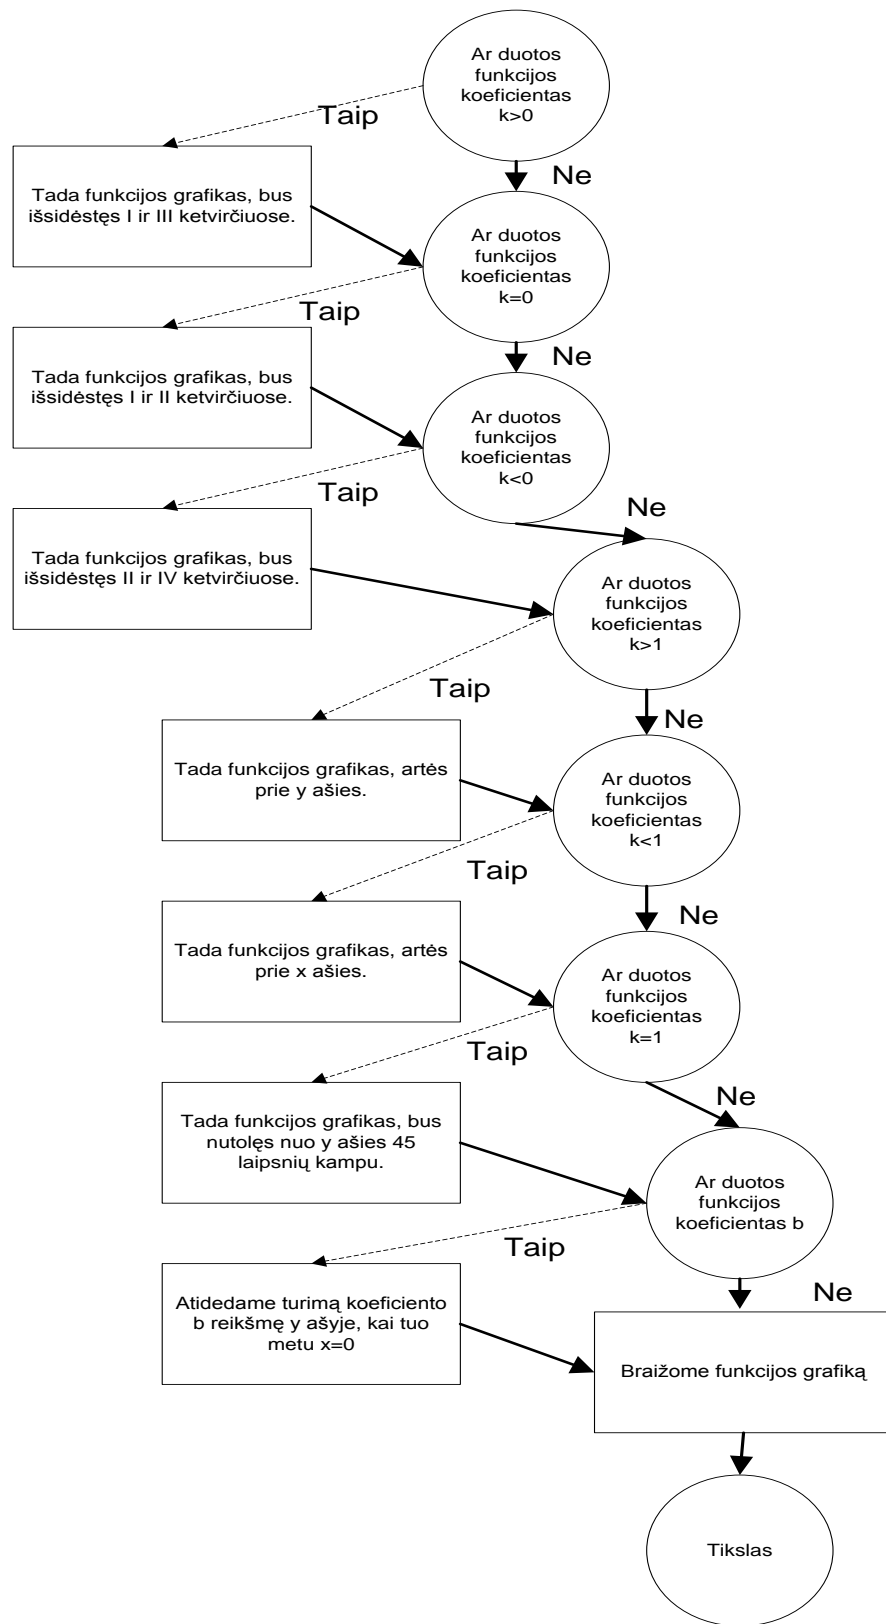 Ar duotos
funkcijos
koeficientas
k>0
Taip
Ne
Tada funkcijos grafikas, bus
išsidėstęs I ir III ketvirčiuose.
Ar duotos
funkcijos
koeficientas
k=0
Taip
Ne
Tada funkcijos grafikas, bus
išsidėstęs I ir II ketvirčiuose.
Ar duotos
funkcijos
koeficientas
k<0
Taip
Ne
Tada funkcijos grafikas, bus
išsidėstęs II ir IV ketvirčiuose.
Ar duotos
funkcijos
koeficientas
k>1
Taip
Ne
Tada funkcijos grafikas, artės
prie y ašies.
Ar duotos
funkcijos
koeficientas
k<1
Taip
Ne
Tada funkcijos grafikas, artės
prie x ašies.
Ar duotos
funkcijos
koeficientas
k=1
Taip
Ne
Tada funkcijos grafikas, bus
nutolęs nuo y ašies 45
laipsnių kampu.
Ar duotos
funkcijos
koeficientas b
Taip
Ne
Atidedame turimą koeficiento
b reikšmę y ašyje, kai tuo
metu x=0
Braižome funkcijos grafiką
Tikslas